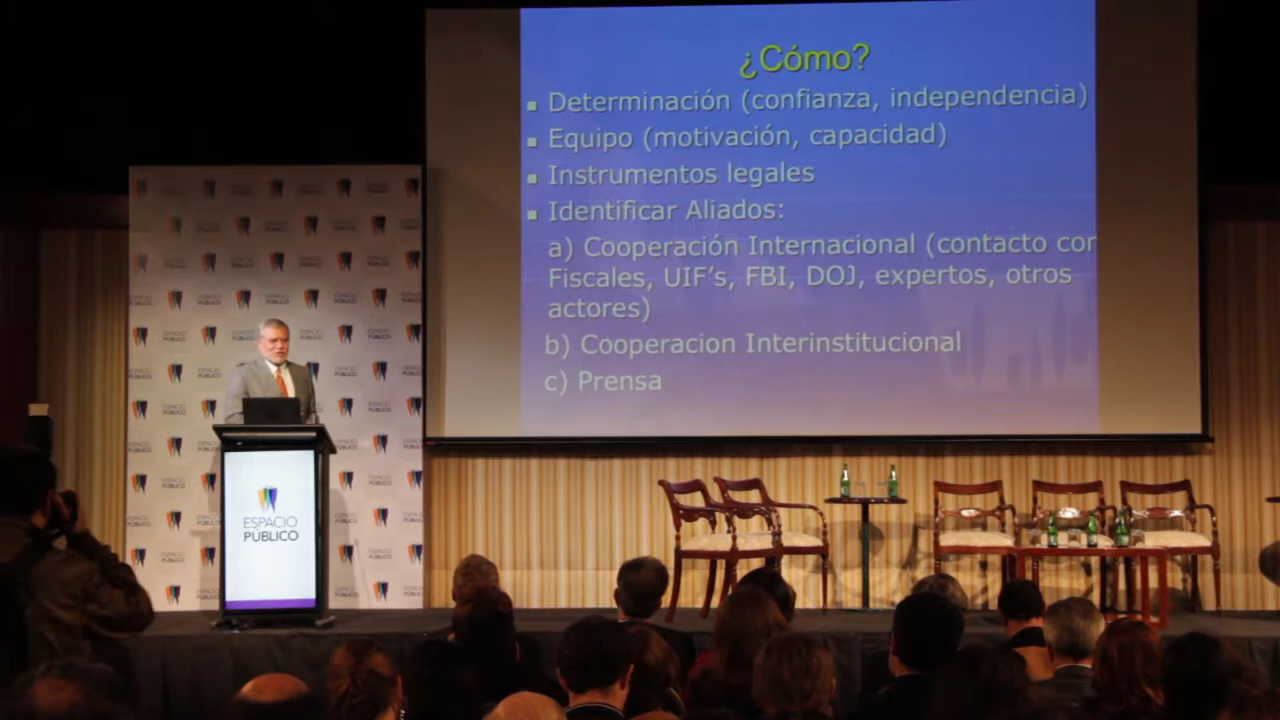 ¿Cómo?
Determinación (confianza, independencia)
Equipo (motivación, capacidad)
Instrumentos legales
Identificar Aliados:
a) Cooperación Internacional (contacto con
Fiscales, UIF's, FBI, DOJ, expertos, otros
actores)
b) Cooperacion Interinstitucional
c) Prensa
ESPACIO
PÚBLICO